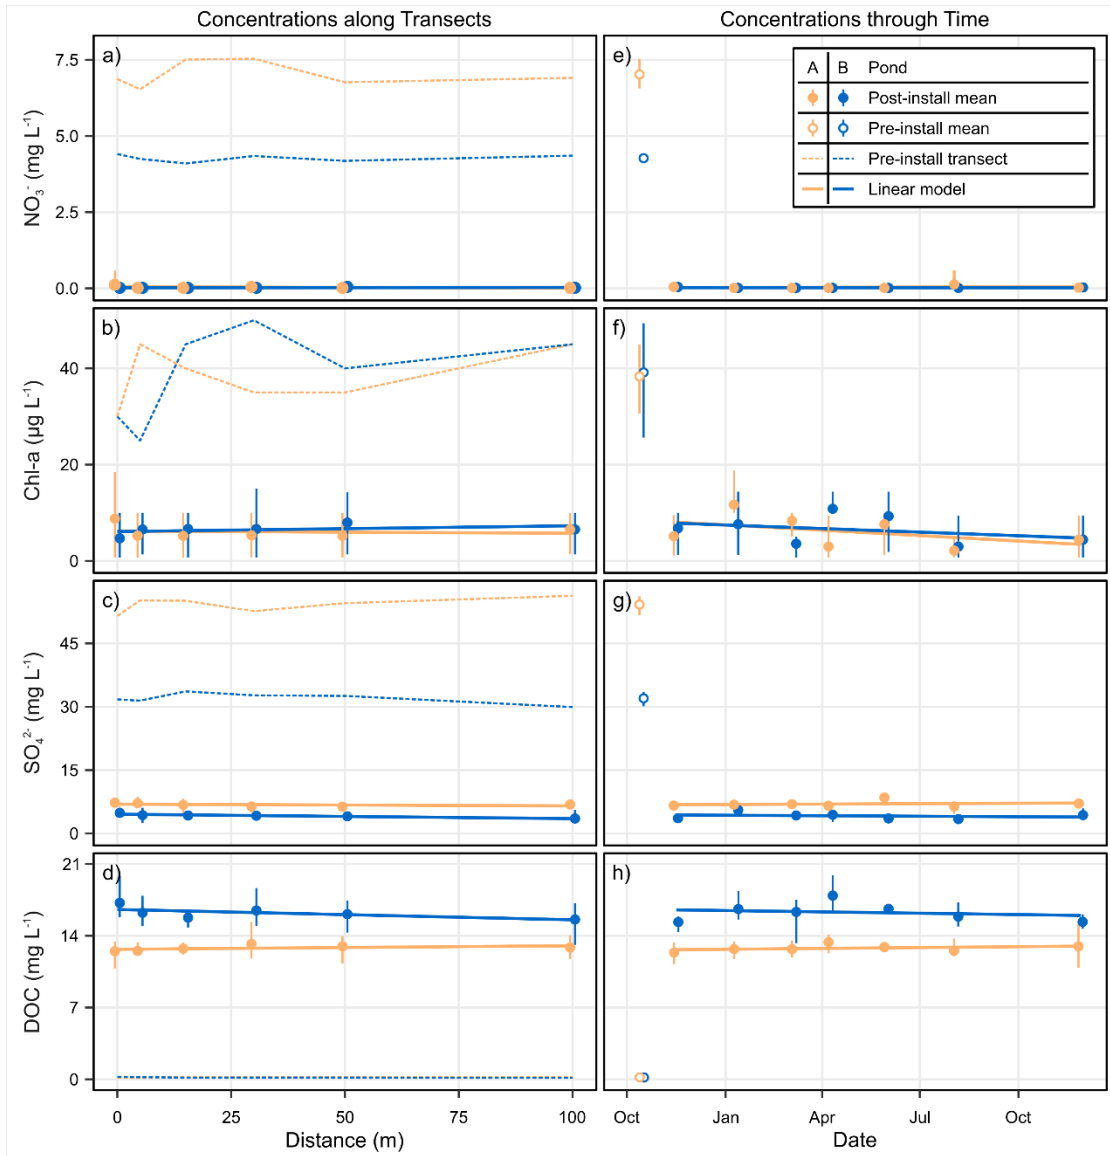 Concentrations along Transects
Concentrations through Time
a)
7.5
5.0
2.5
0.0
NO₃⁻ (mg L⁻¹)
e)
A B Pond
Post-install mean
Pre-install mean
Pre-install transect
Linear model
b)
40
20
0
Chl-a (µg L⁻¹)
f)
c)
45
30
15
0
SO₄²⁻ (mg L⁻¹)
g)
d)
21
14
7
0
DOC (mg L⁻¹)
h)
0 25 50 75 100
Distance (m)
Oct Jan Apr Jul Oct
Date